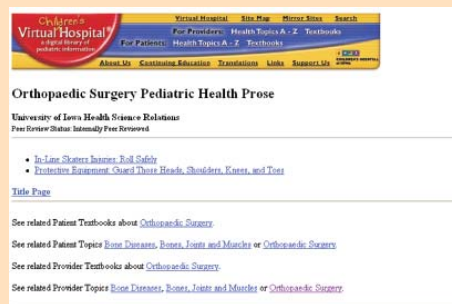 Children's
Virtual Hospital®
a digital library of
pediatric information
Virtual Hospital Site Map Mirror Sites Search
For Providers: Health Topics A - Z Textbooks
For Patients: Health Topics A - Z Textbooks
About Us Continuing Education Translations Links Support Us
Orthopaedic Surgery Pediatric Health Prose
University of Iowa Health Science Relations
Peer Review Status: Internally Peer Reviewed
In-Line Skaters Injuries: Roll Safely
Protective Equipment: Guard Those Heads, Shoulders, Knees, and Toes
Title Page
See related Patient Textbooks about Orthopaedic Surgery.
See related Patient Topics Bone Diseases, Bones, Joints and Muscles or Orthopaedic Surgery.
See related Provider Textbooks about Orthopaedic Surgery.
See related Provider Topics Bone Diseases, Bones, Joints and Muscles or Orthopaedic Surgery.